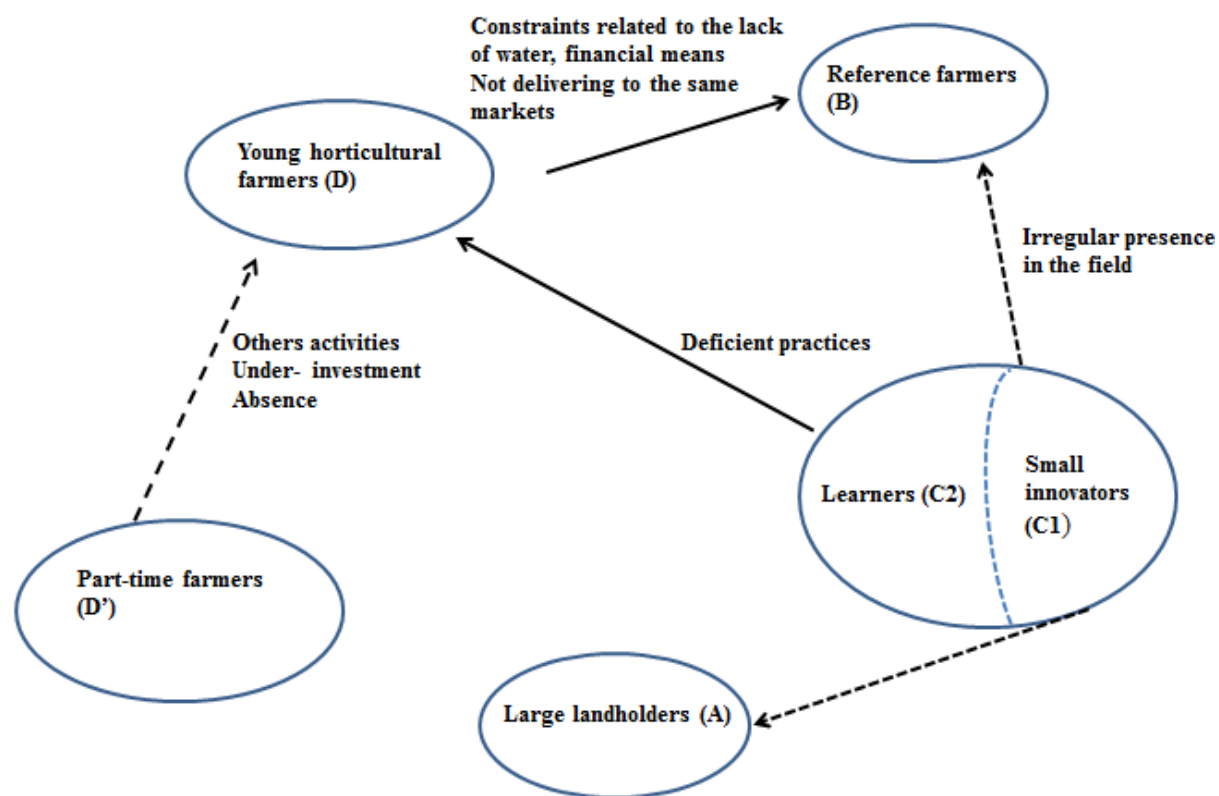 Constraints related to the lack
of water, financial means
Not delivering to the same
markets
Reference farmers
(B)
Young horticultural
farmers (D)
Irregular presence
in the field
Others activities
Under- investment
Absence
Deficient practices
Learners (C2)
Small
innovators
(C1)
Part-time farmers
(D’)
Large landholders (A)